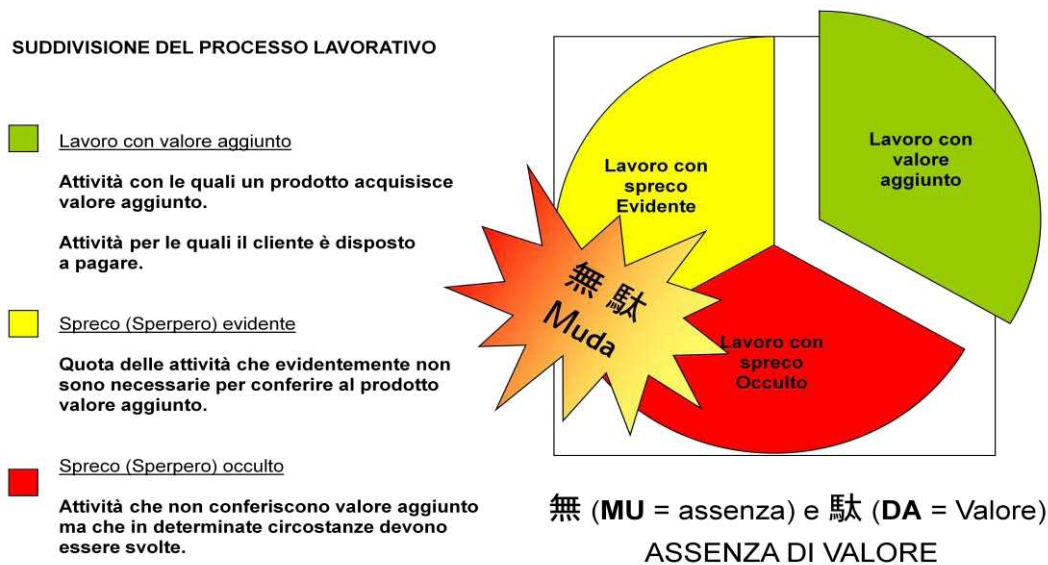 SUDDIVISIONE DEL PROCESSO LAVORATIVO
Lavoro con valore aggiunto
Attività con le quali un prodotto acquisisce
valore aggiunto.
Attività per le quali il cliente è disposto
a pagare.
Spreco (Sperpero) evidente
Quota delle attività che evidentemente non
sono necessarie per conferire al prodotto
valore aggiunto.
Spreco (Sperpero) occulto
Attività che non conferiscono valore aggiunto
ma che in determinate circostanze devono
essere svolte.
Lavoro con
spreco
Evidente
Lavoro con
valore
aggiunto
無駄
Muda
Lavoro con
spreco
Occulto
無 (MU = assenza) e 駄 (DA = Valore)
ASSENZA DI VALORE